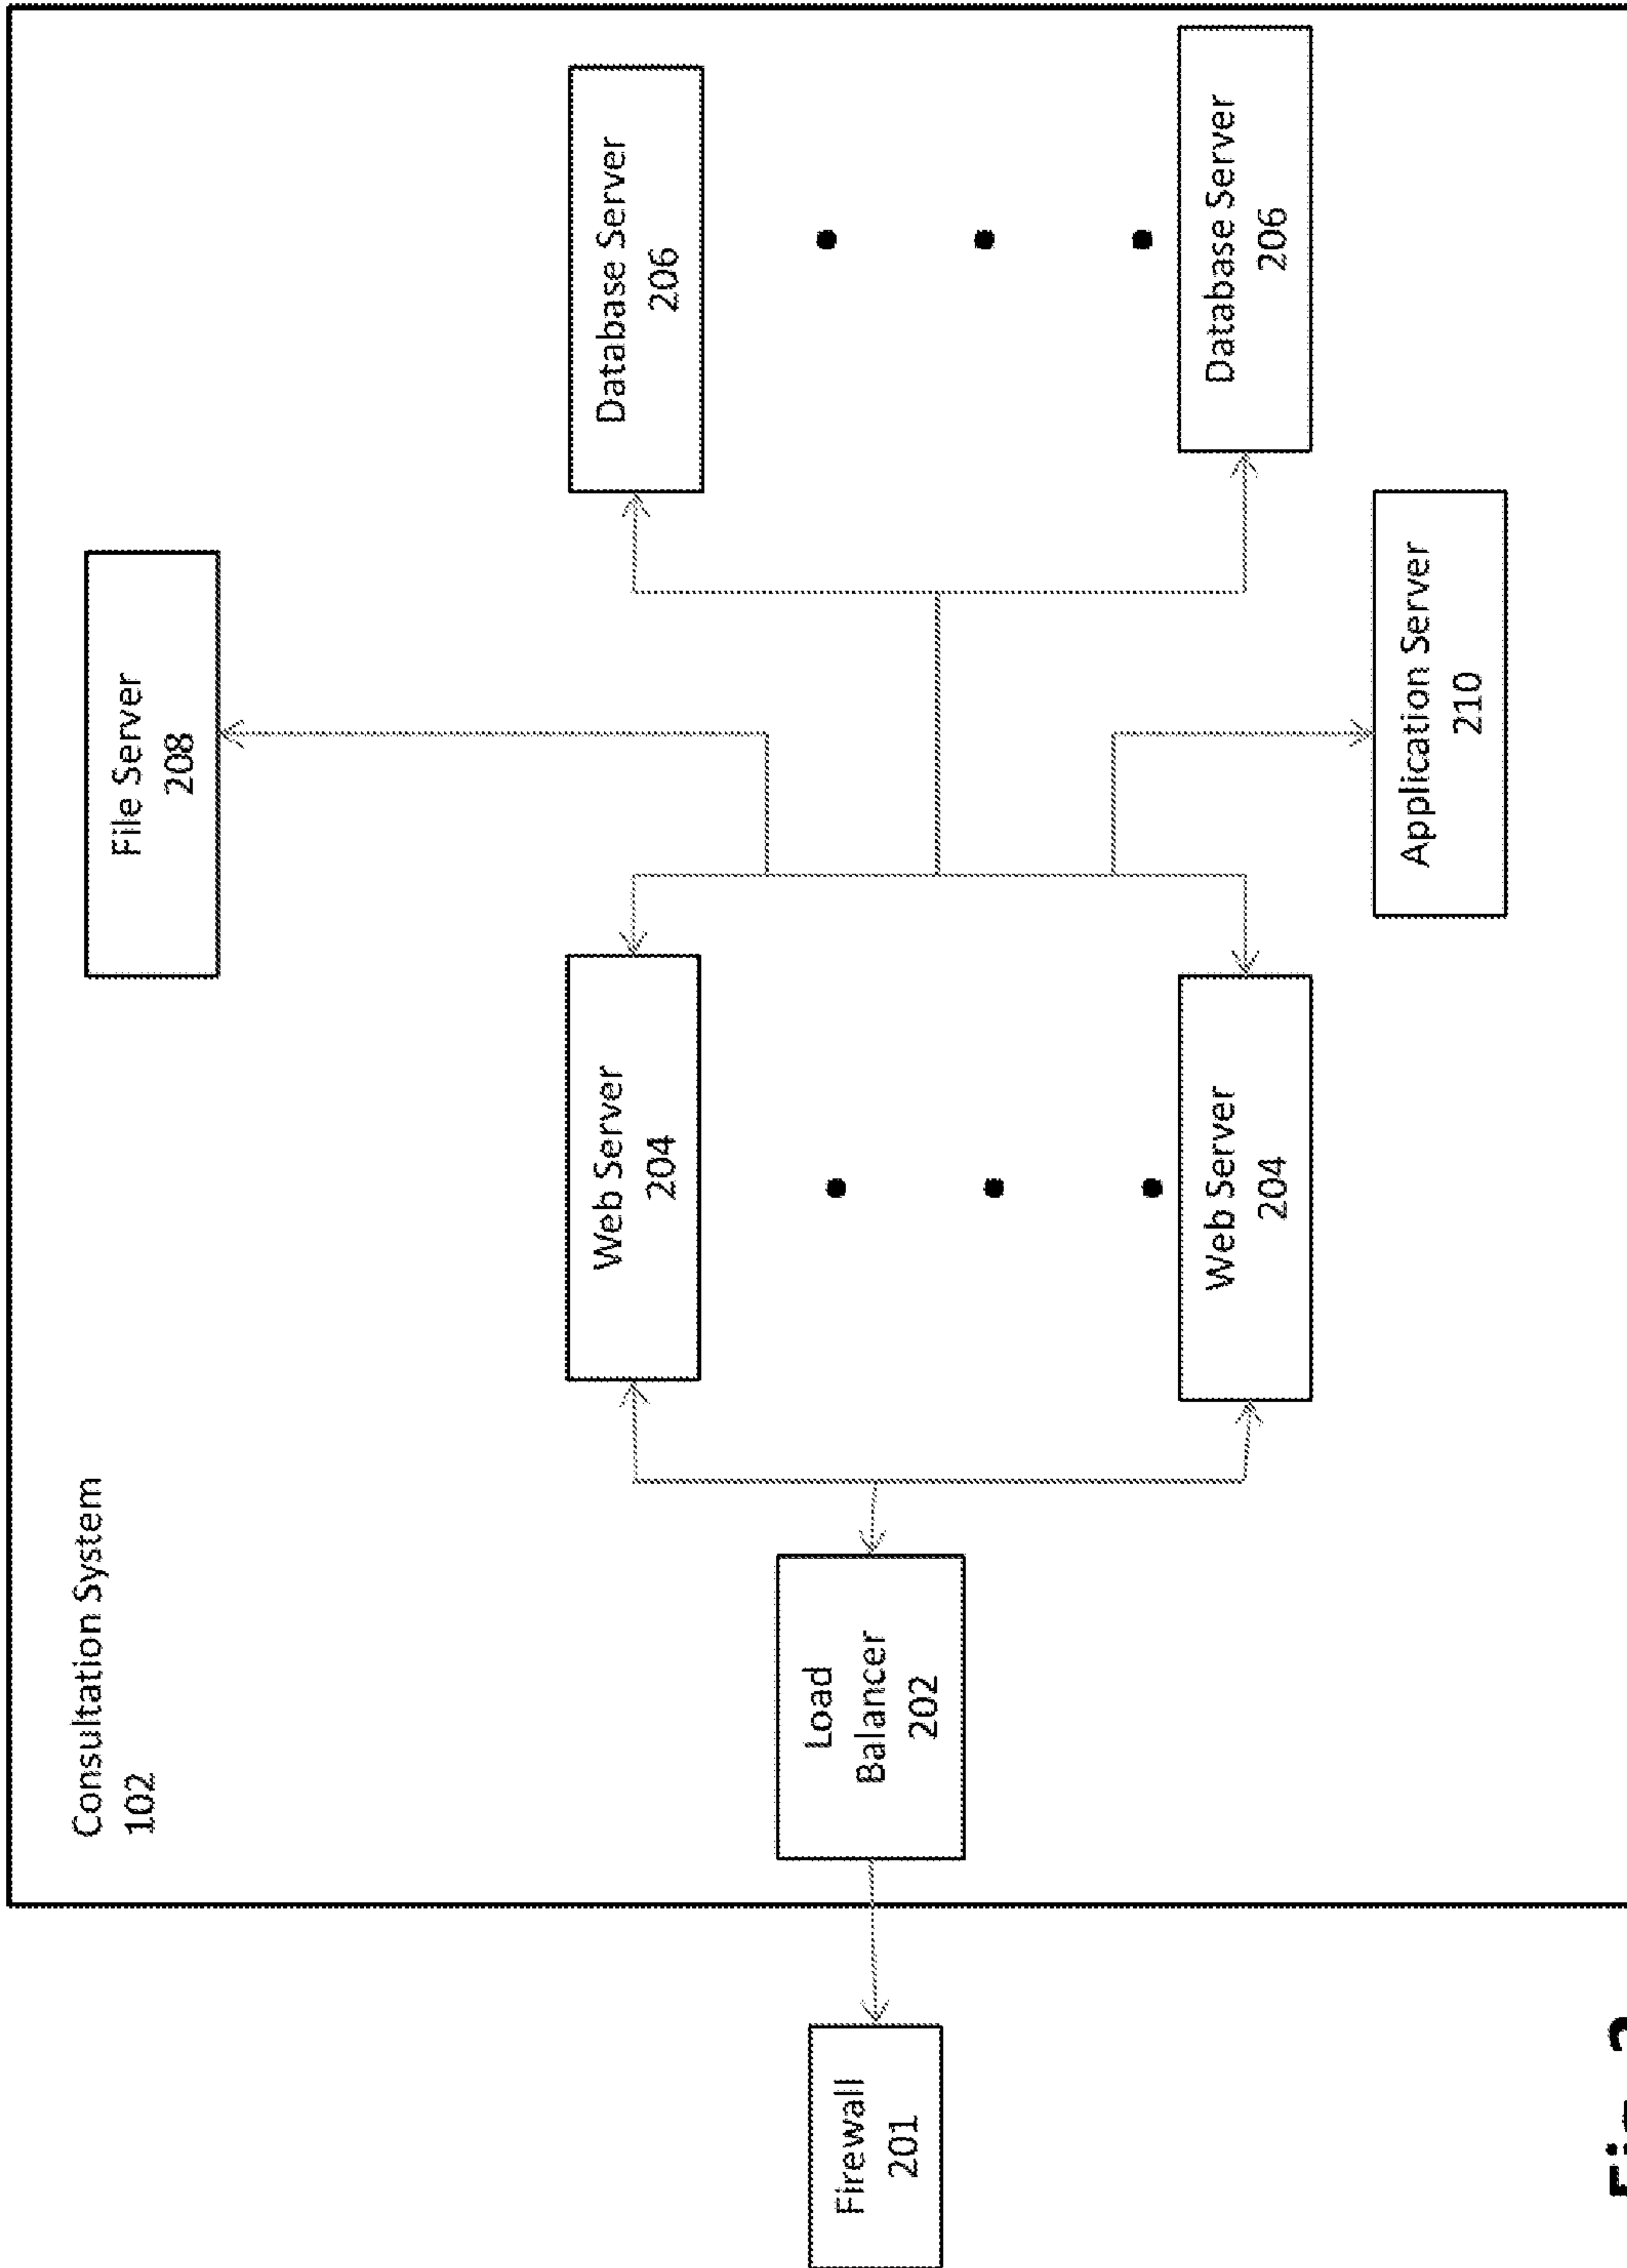 Consultation System
102
File Server
208
Web Server
204
Database Server
206
Load
Balancer
202
Firewall
201
Web Server
204
Database Server
206
Application Server
210